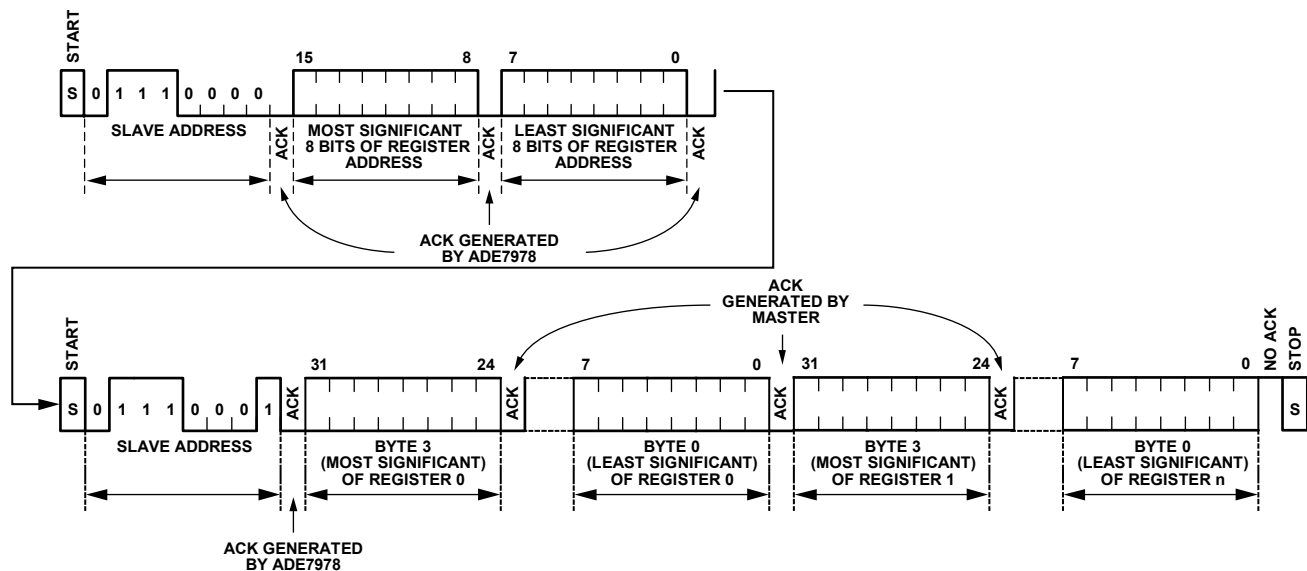 START
15 8 7 0
S 0 1 1 1 0 0 0 0
SLAVE ADDRESS
ACK
MOST SIGNIFICANT
8 BITS OF REGISTER
ADDRESS
ACK
LEAST SIGNIFICANT
8 BITS OF REGISTER
ADDRESS
ACK
ACK GENERATED
BY ADE7978
ACK
GENERATED BY
MASTER
START
NO ACK
STOP
31 24 7 0 31 24 7 0
S 0 1 1 1 0 0 0 1
ACK
ACK
ACK
ACK
S
SLAVE ADDRESS
BYTE 3
(MOST SIGNIFICANT)
OF REGISTER 0
BYTE 0
(LEAST SIGNIFICANT)
OF REGISTER 0
BYTE 3
(MOST SIGNIFICANT)
OF REGISTER 1
BYTE 0
(LEAST SIGNIFICANT)
OF REGISTER n
ACK GENERATED
BY ADE7978